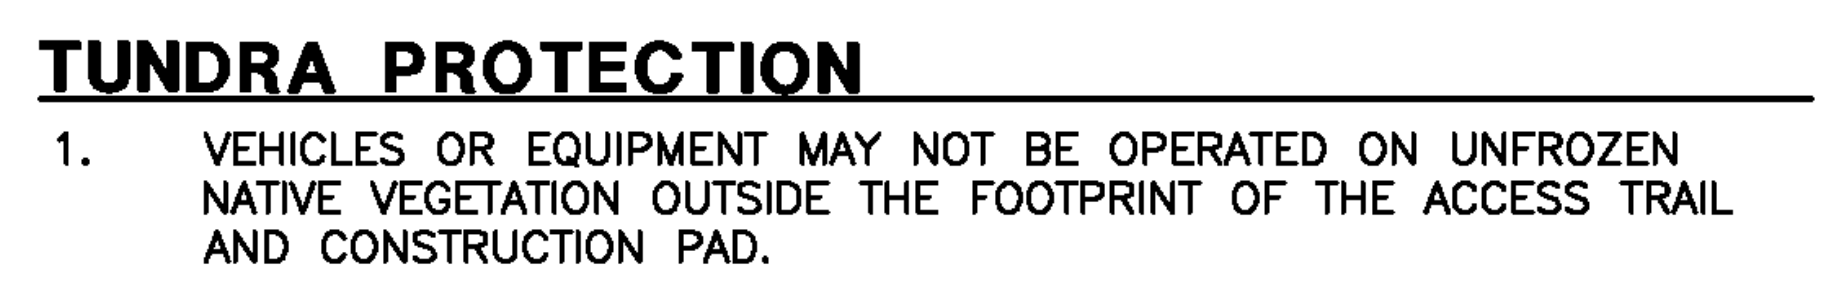 TUNDRA PROTECTION
1. VEHICLES OR EQUIPMENT MAY NOT BE OPERATED ON UNFROZEN
NATIVE VEGETATION OUTSIDE THE FOOTPRINT OF THE ACCESS TRAIL
AND CONSTRUCTION PAD.